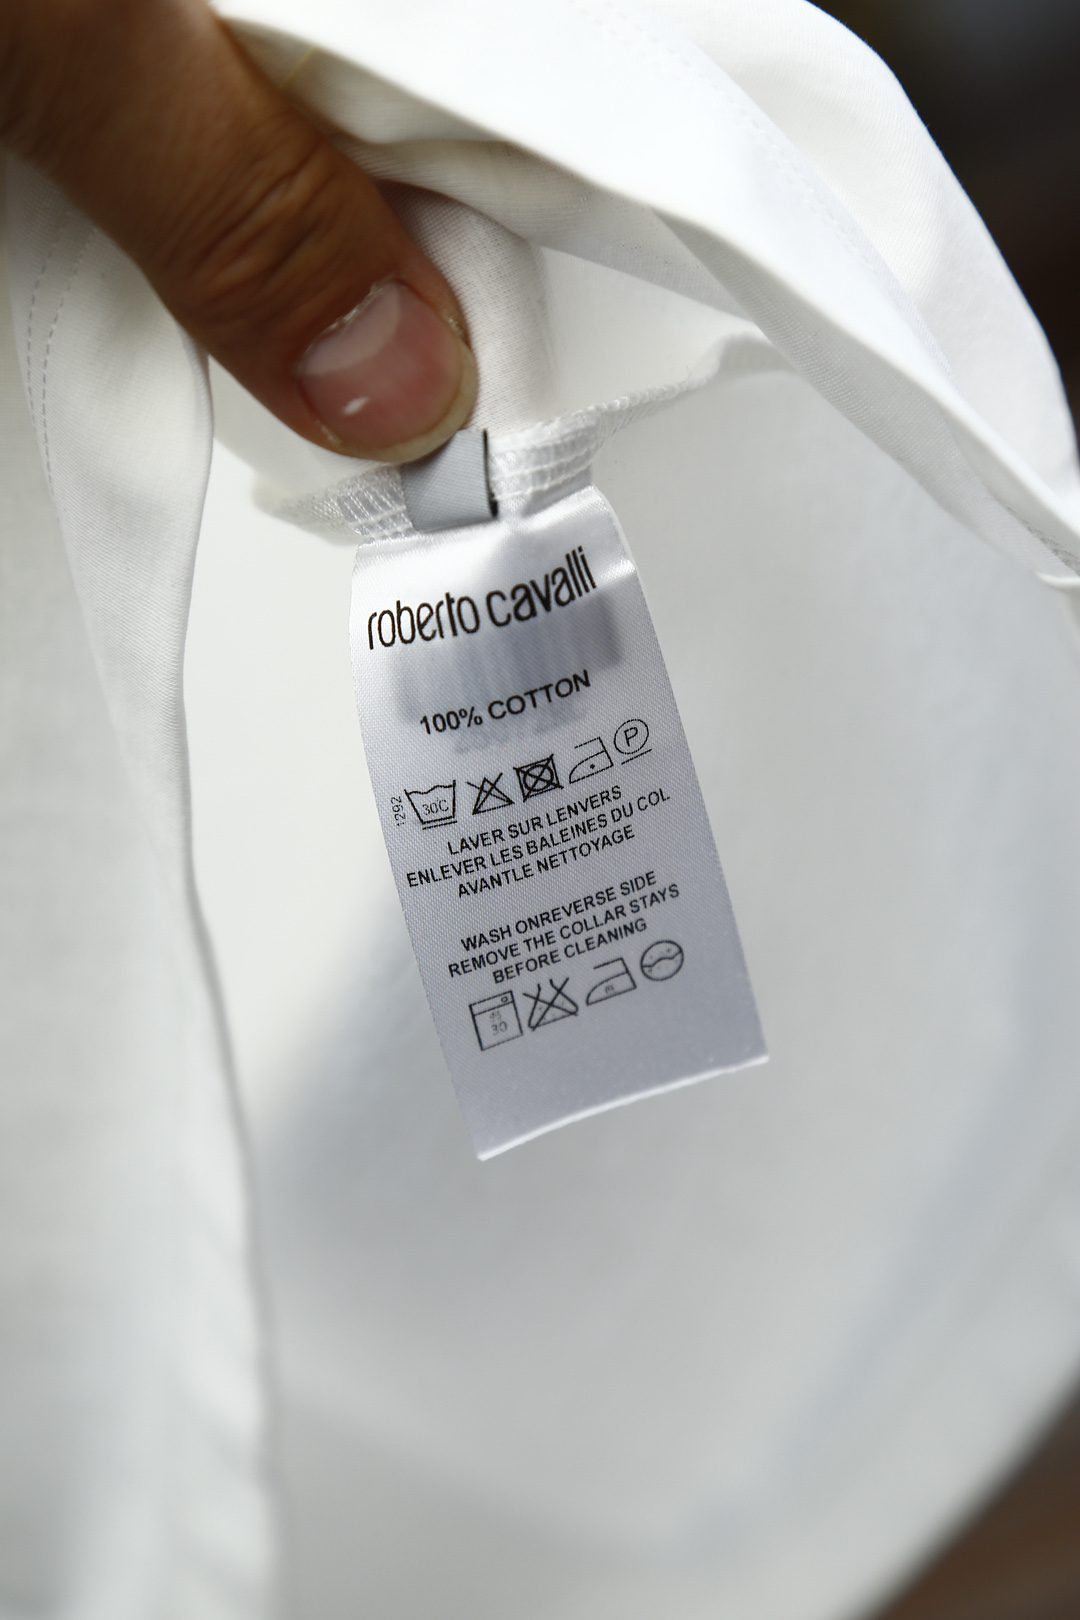 roberto cavalli
100% COTTON
1292
30°C
P
LAVER SUR LENVERS
ENLEVER LES BALEINES DU COL
AVANTLE NETTOYAGE
WASH ONREVERSE SIDE
REMOVE THE COLLAR STAYS
BEFORE CLEANING
30